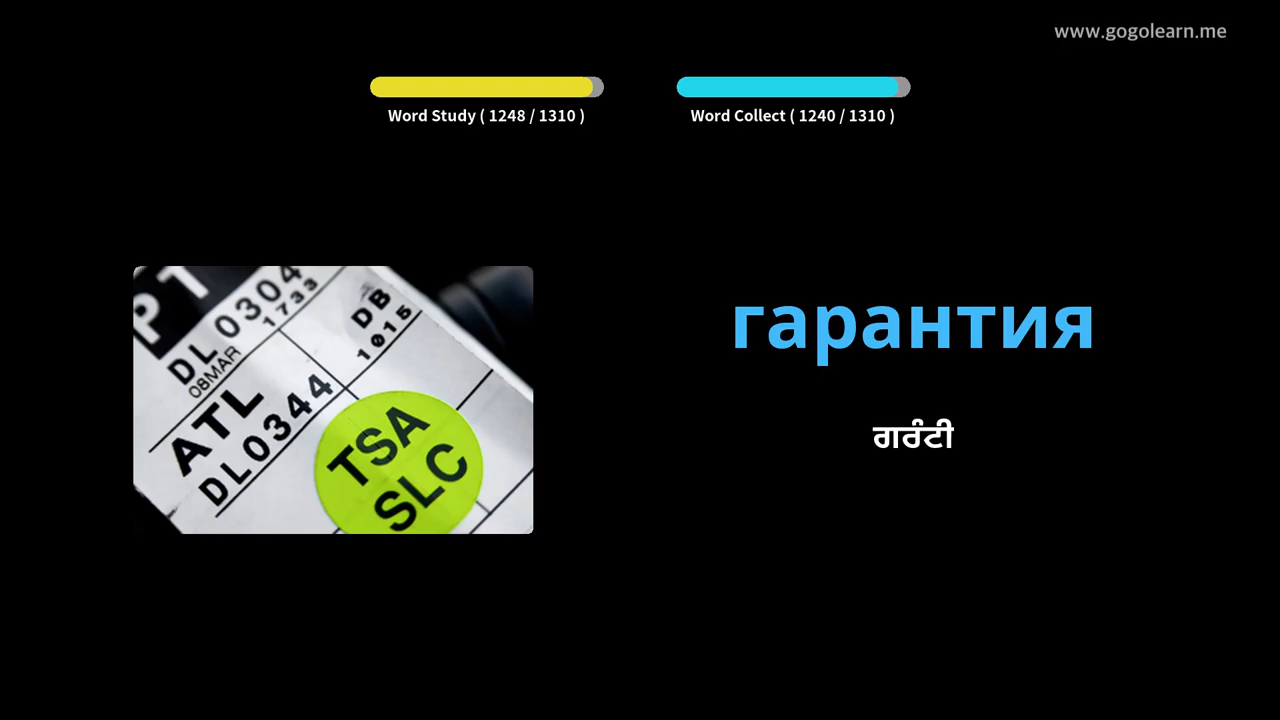 www.gogolearn.me
Word Study ( 1248 / 1310 )
Word Collect ( 1240 / 1310 )
P1
DL0304
1733
08MAR
DB
1015
ATL
DL0344
TSA
SLC
гарантия
ਗਰੰਟੀ